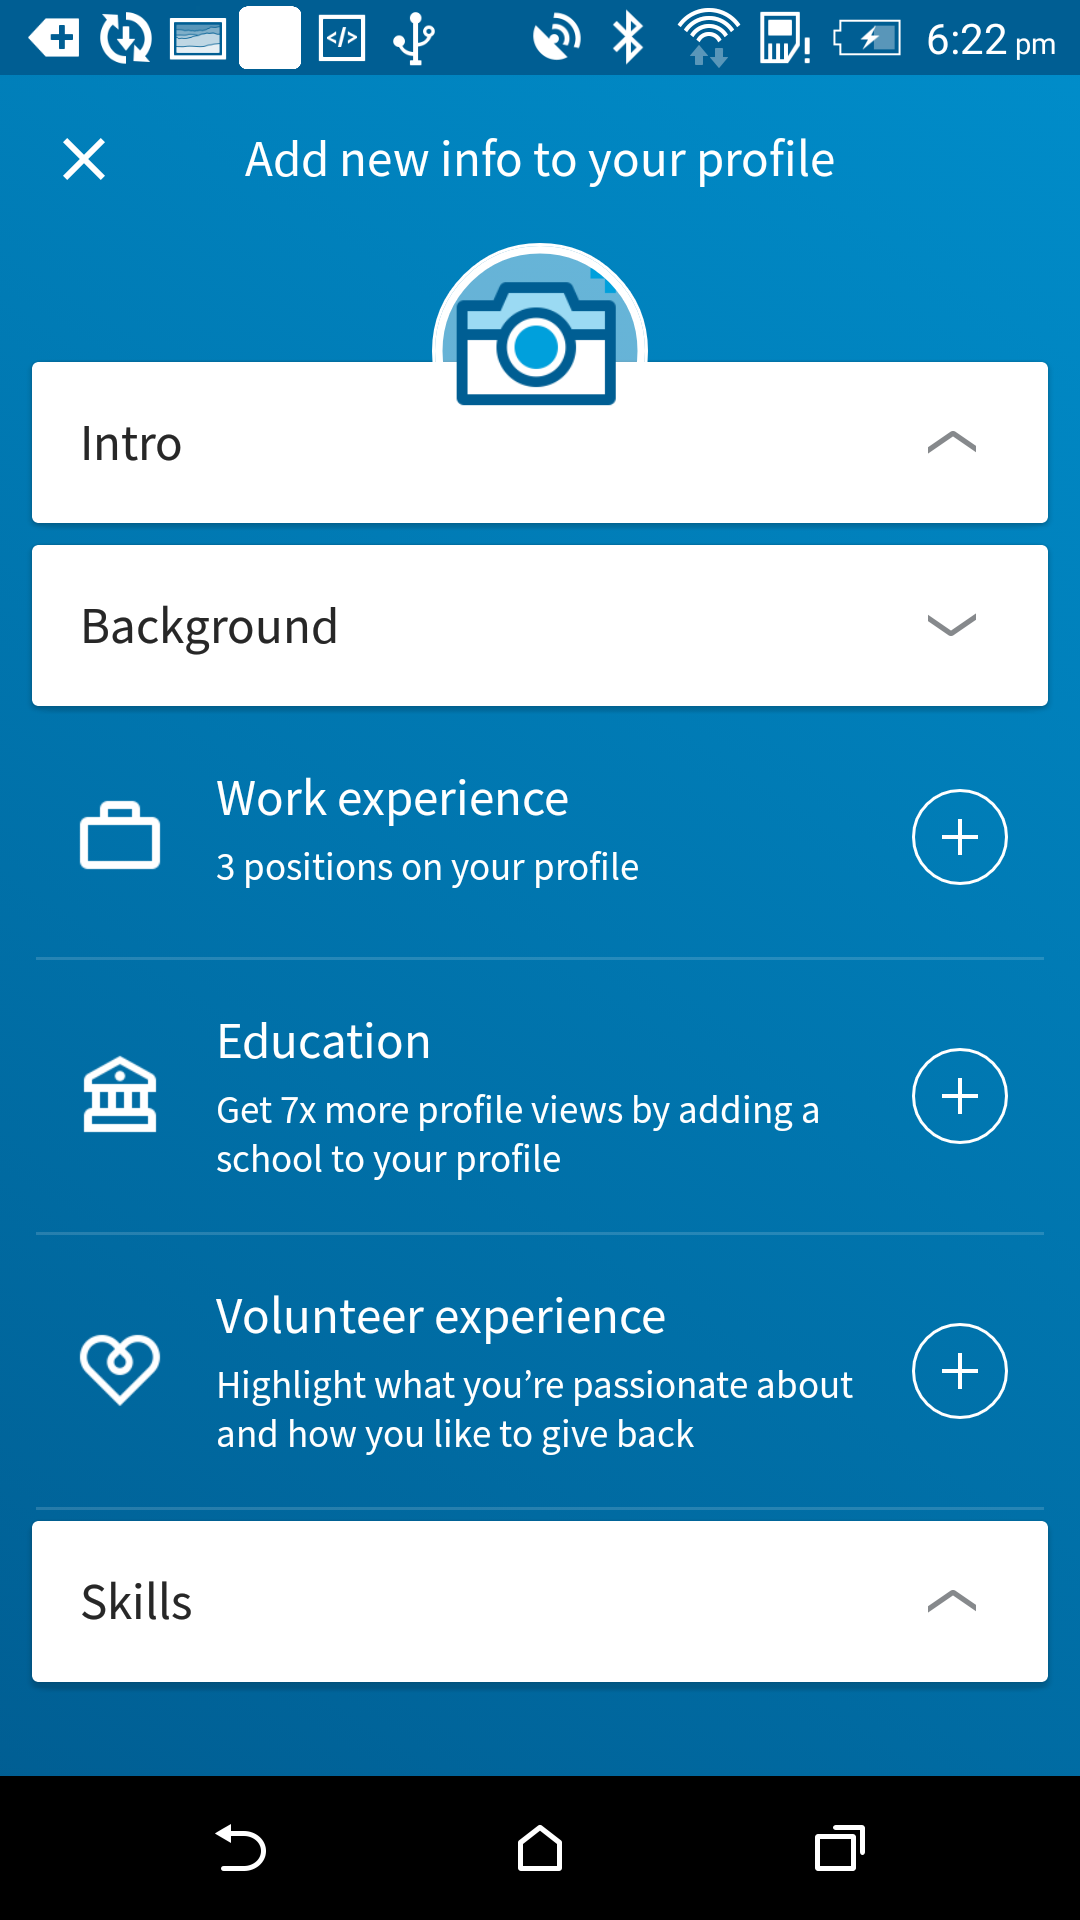 6:22 pm
Add new info to your profile
Intro
Background
Work experience
3 positions on your profile
Education
Get 7x more profile views by adding a
school to your profile
Volunteer experience
Highlight what you’re passionate about
and how you like to give back
Skills